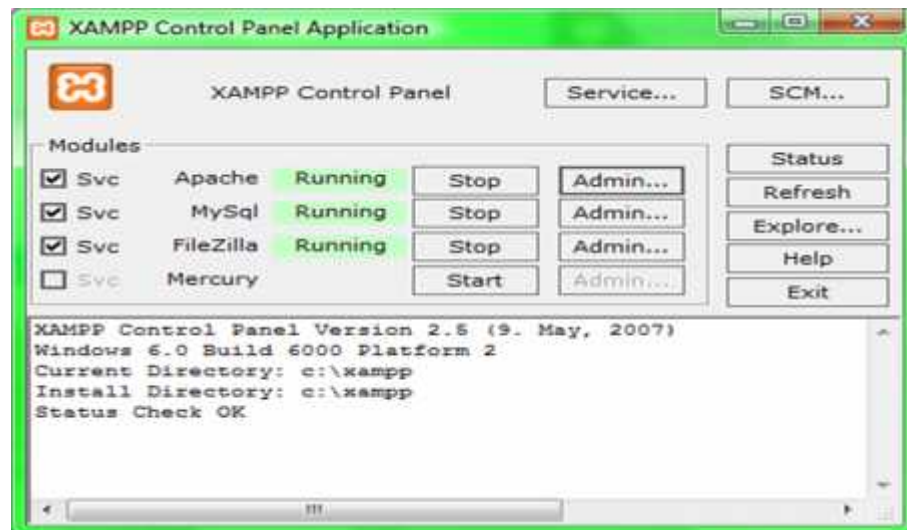 XAMPP Control Panel Application
XAMPP Control Panel Service... SCM...
Modules
Svc Apache Running Stop Admin...
Svc MySql Running Stop Admin...
Svc FileZilla Running Stop Admin...
Svc Mercury Start Admin...
Status
Refresh
Explore...
Help
Exit
XAMPP Control Panel Version 2.5 (9. May, 2007)
Windows 6.0 Build 6000 Platform 2
Current Directory: c:\xampp
Install Directory: c:\xampp
Status Check OK